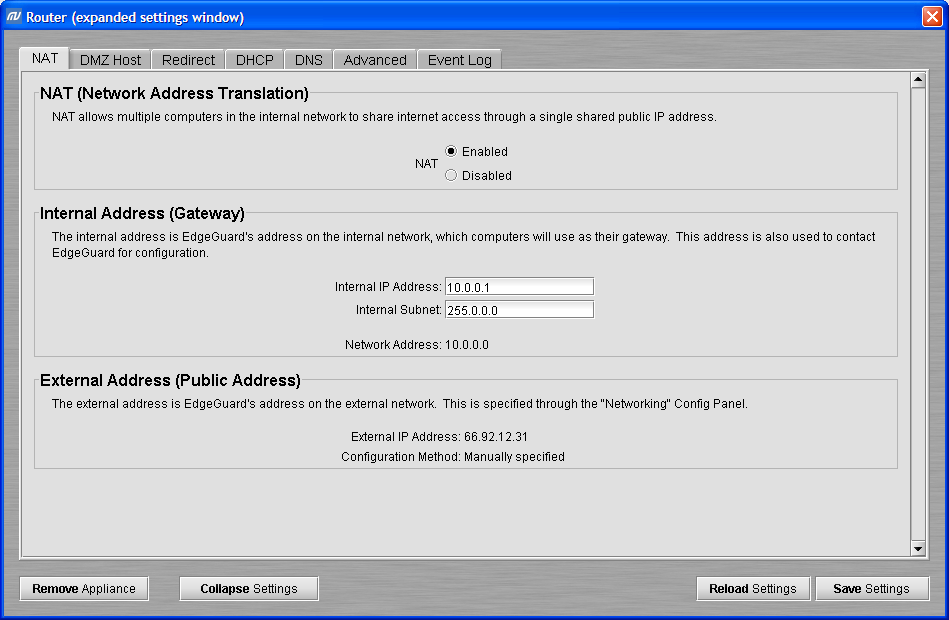 Router (expanded settings window)
NAT DMZ Host Redirect DHCP DNS Advanced Event Log
NAT (Network Address Translation)
NAT allows multiple computers in the internal network to share internet access through a single shared public IP address.
NAT
Enabled
Disabled
Internal Address (Gateway)
The internal address is EdgeGuard's address on the internal network, which computers will use as their gateway.  This address is also used to contact
EdgeGuard for configuration.
Internal IP Address: 10.0.0.1
Internal Subnet: 255.0.0.0
Network Address: 10.0.0.0
External Address (Public Address)
The external address is EdgeGuard's address on the external network.  This is specified through the "Networking" Config Panel.
External IP Address: 66.92.12.31
Configuration Method: Manually specified
Remove Appliance Collapse Settings Reload Settings Save Settings